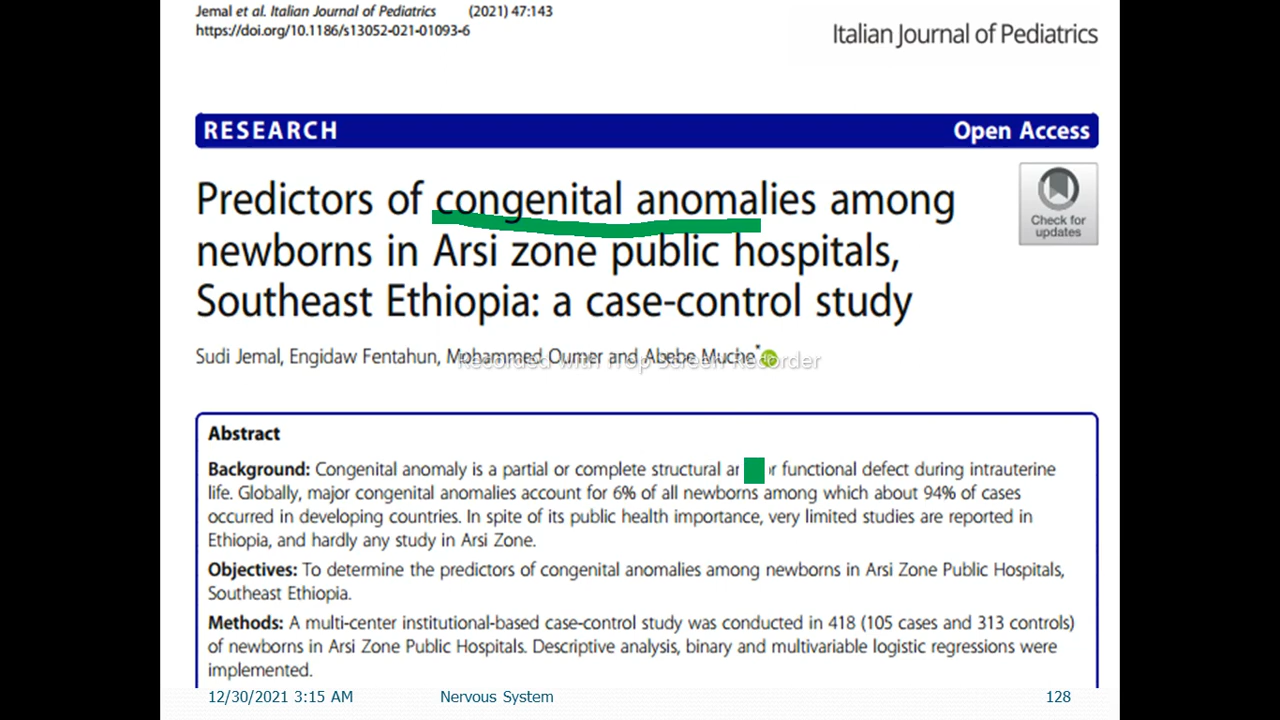 Jemal et al. Italian Journal of Pediatrics (2021) 47:143
https://doi.org/10.1186/s13052-021-01093-6
Italian Journal of Pediatrics
RESEARCH Open Access
Predictors of congenital anomalies among
newborns in Arsi zone public hospitals,
Southeast Ethiopia: a case-control study
Check for
updates
Sudi Jemal, Engidaw Fentahun, Mohammed Oumer and Abebe Muche*
Recorded with iTop Screen Recorder
Abstract
Background: Congenital anomaly is a partial or complete structural functional defect during intrauterine
life. Globally, major congenital anomalies account for 6% of all newborns among which about 94% of cases
occurred in developing countries. In spite of its public health importance, very limited studies are reported in
Ethiopia, and hardly any study in Arsi Zone.
Objectives: To determine the predictors of congenital anomalies among newborns in Arsi Zone Public Hospitals,
Southeast Ethiopia.
Methods: A multi-center institutional-based case-control study was conducted in 418 (105 cases and 313 controls)
of newborns in Arsi Zone Public Hospitals. Descriptive analysis, binary and multivariable logistic regressions were
implemented.
12/30/2021 3:15 AM Nervous System 128